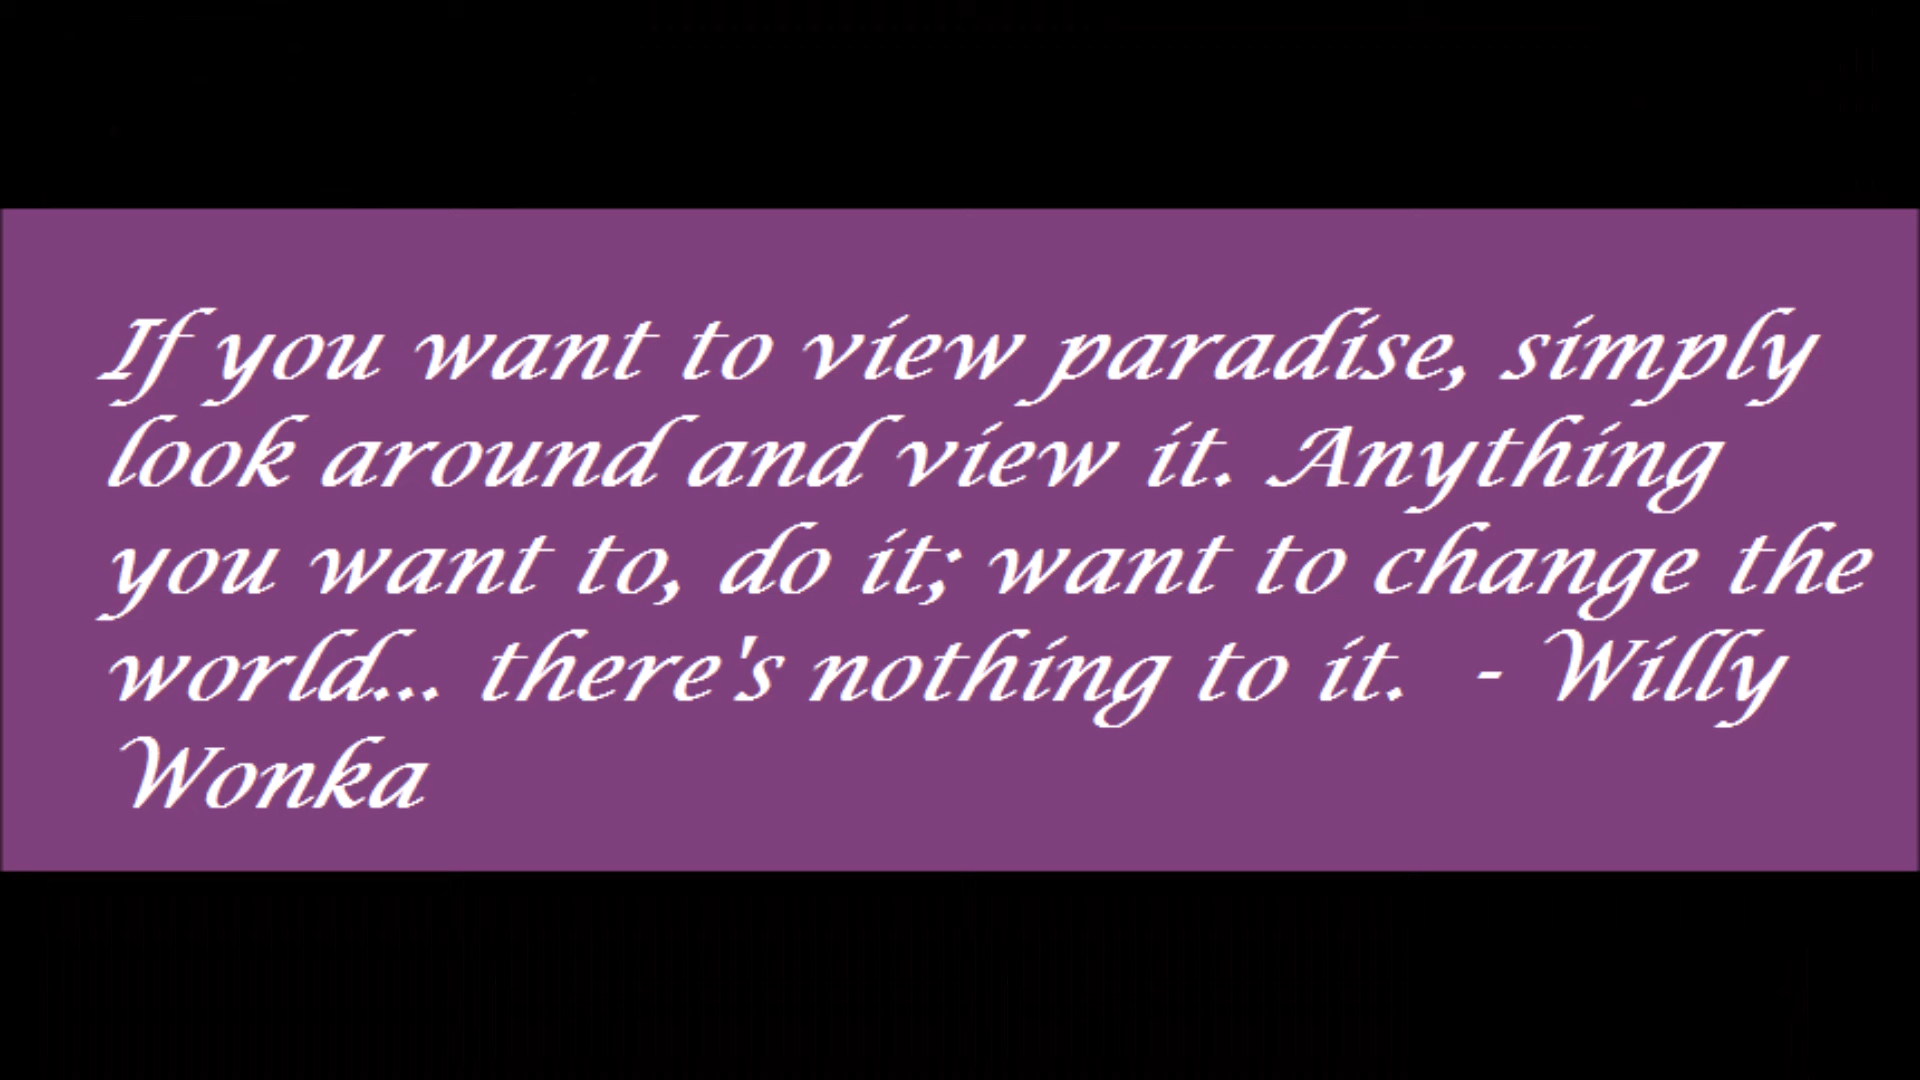 If you want to view paradise, simply
look around and view it. Anything
you want to, do it; want to change the
world... there's nothing to it.  - Willy
Wonka